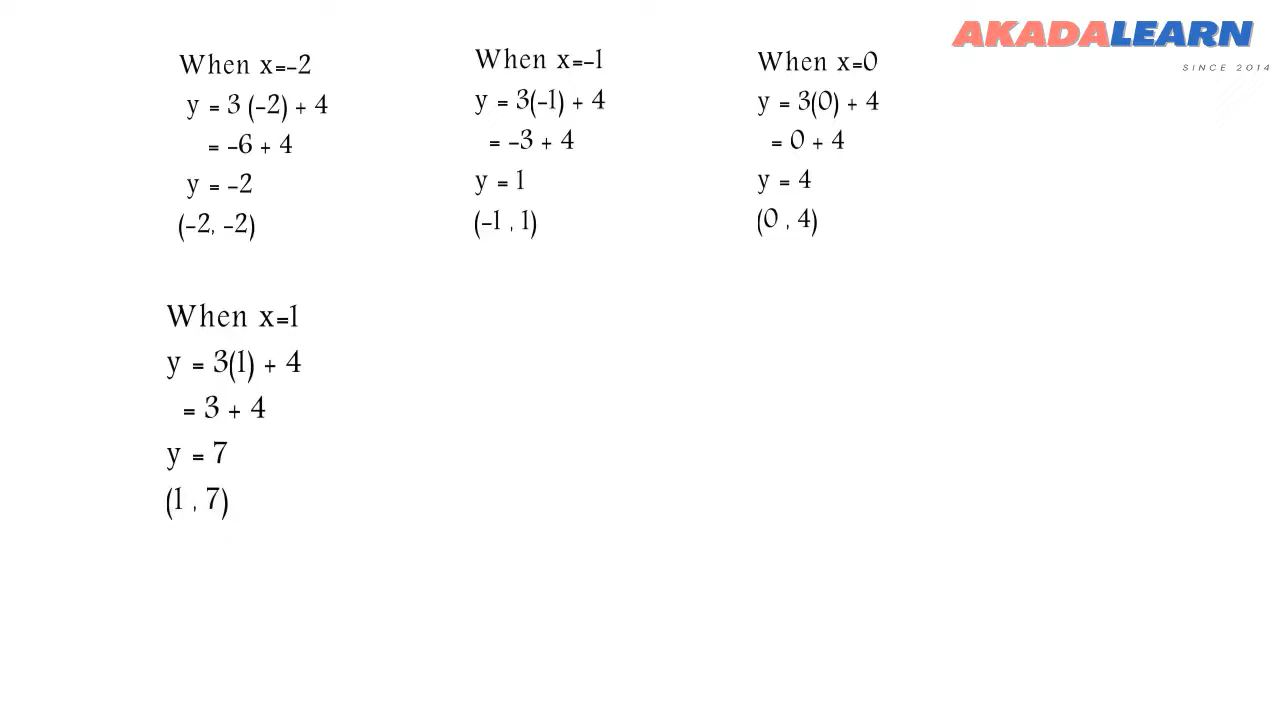 AKADALEARN
SINCE 2014
When x=-2
y = 3 (-2) + 4
= -6 + 4
y = -2
(-2, -2)
When x=-1
y = 3(-1) + 4
= -3 + 4
y = 1
(-1 , 1)
When x=0
y = 3(0) + 4
= 0 + 4
y = 4
(0 , 4)
When x=1
y = 3(1) + 4
= 3 + 4
y = 7
(1 , 7)